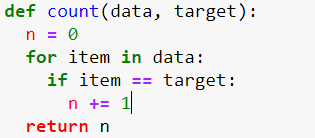 def count(data, target):
  n = 0
  for item in data:
    if item == target:
      n += 1
  return n